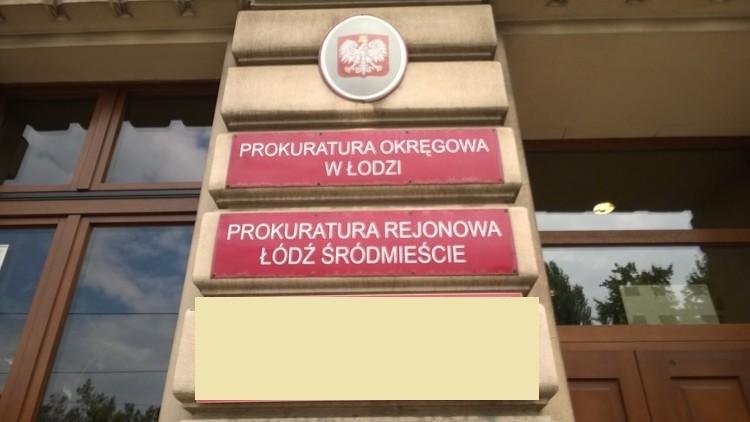 PROKURATURA OKRĘGOWA
W ŁODZI
PROKURATURA REJONOWA
ŁÓDŹ ŚRÓDMIEŚCIE